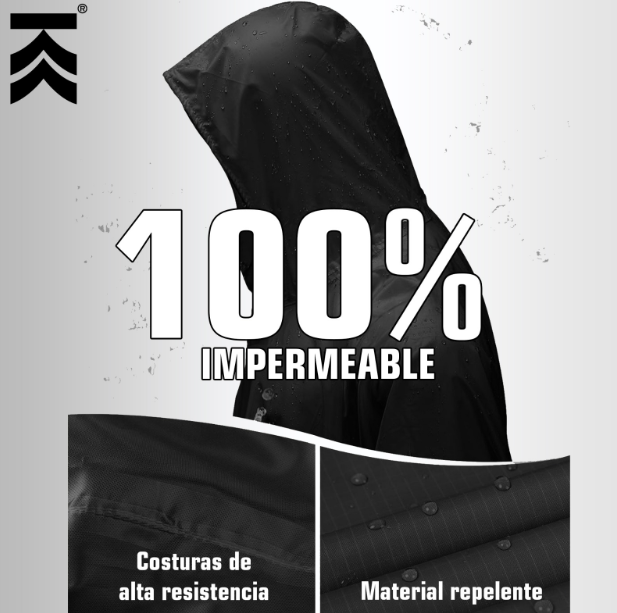 ®
100%
IMPERMEABLE
Costuras de
alta resistencia
Material repelente